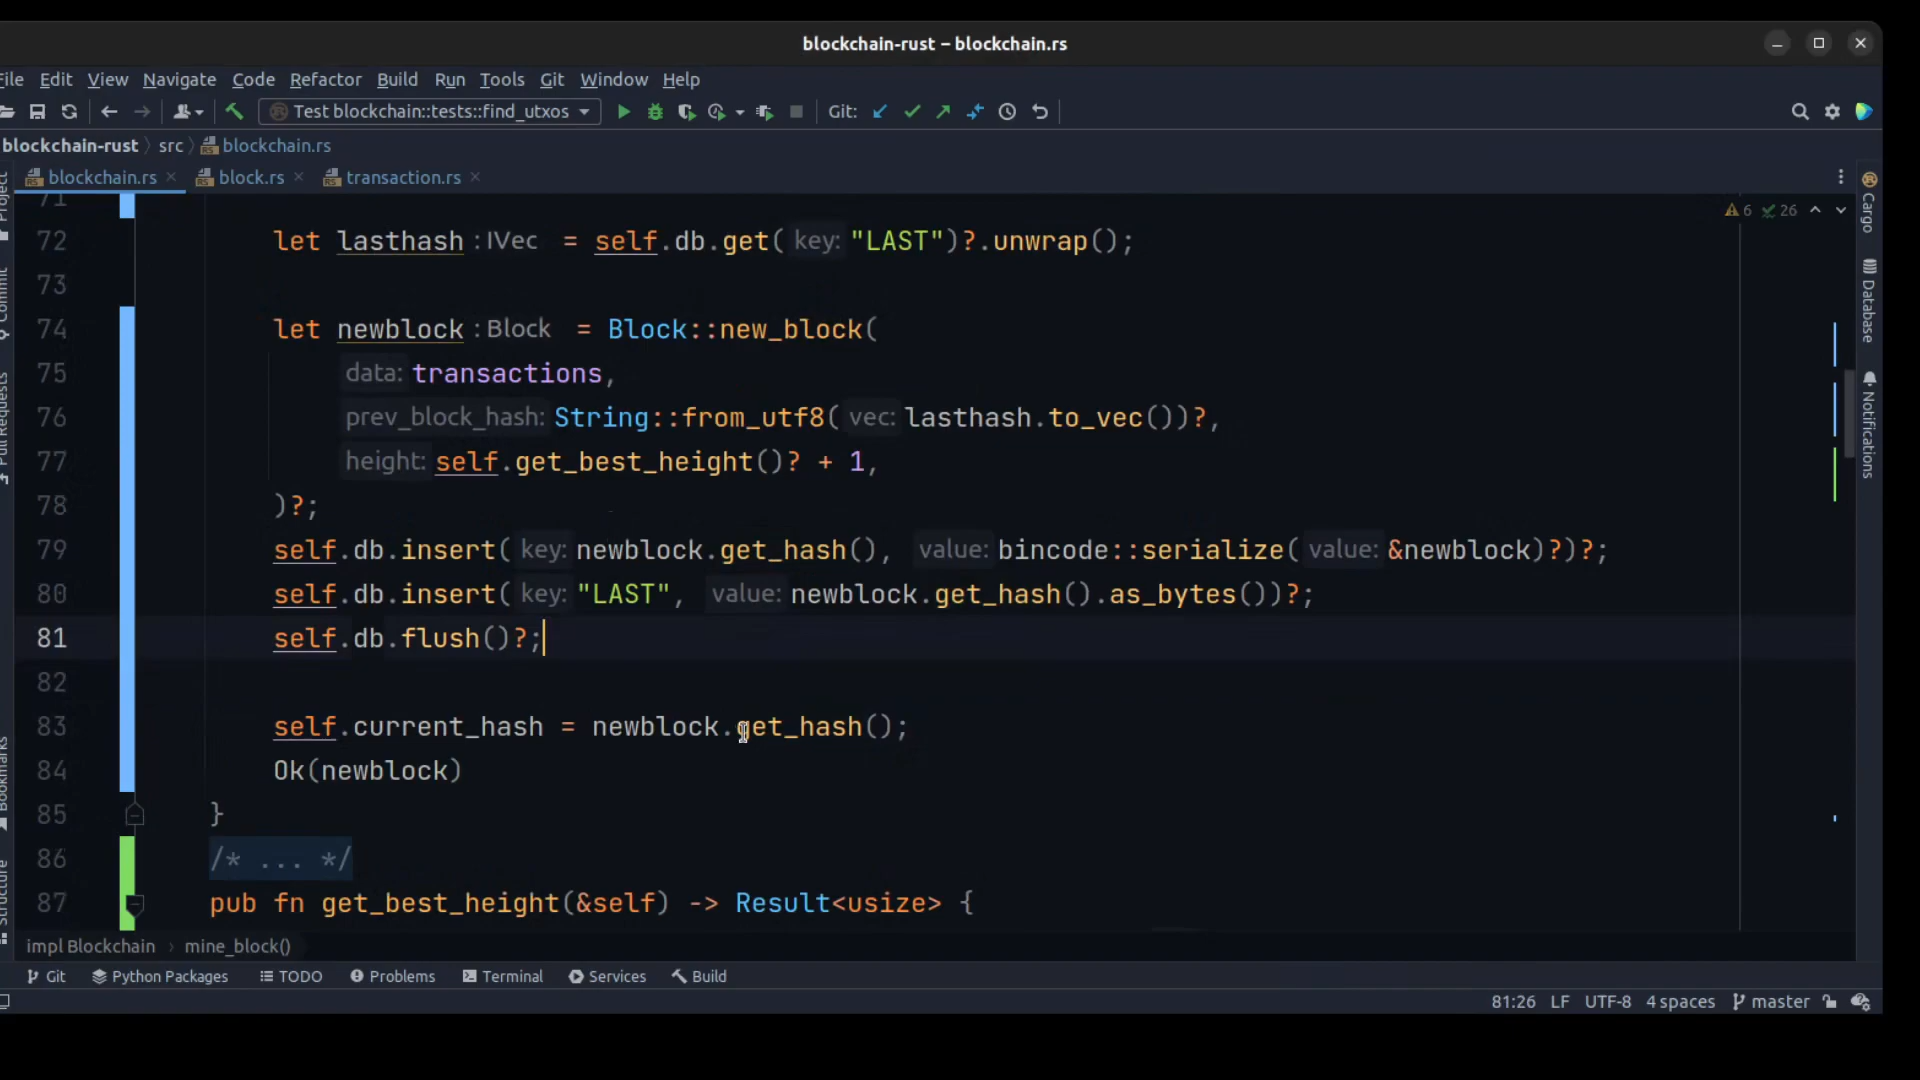 blockchain-rust – blockchain.rs
File Edit View Navigate Code Refactor Build Run Tools Git Window Help
Test blockchain::tests::find_utxos Git:
blockchain-rust src blockchain.rs
blockchain.rs block.rs transaction.rs
6 26
71
72 let lasthash : IVec = self.db.get( key: "LAST")?.unwrap();
73
74 let newblock : Block = Block::new_block(
75 data: transactions,
76 prev_block_hash: String::from_utf8( vec: lasthash.to_vec())?,
77 height: self.get_best_height()? + 1,
78 )?;
79 self.db.insert( key: newblock.get_hash(), value: bincode::serialize( value: &newblock)?)?;
80 self.db.insert( key: "LAST", value: newblock.get_hash().as_bytes())?;
81 self.db.flush()?;
82
83 self.current_hash = newblock.get_hash();
84 Ok(newblock)
85 }
86 /* ... */
87 pub fn get_best_height(&self) -> Result<usize> {
impl Blockchain mine_block()
Git Python Packages TODO Problems Terminal Services Build
81:26 LF UTF-8 4 spaces master
Project
Commit
Pull Requests
Bookmarks
Structure
Cargo
Database
Notifications